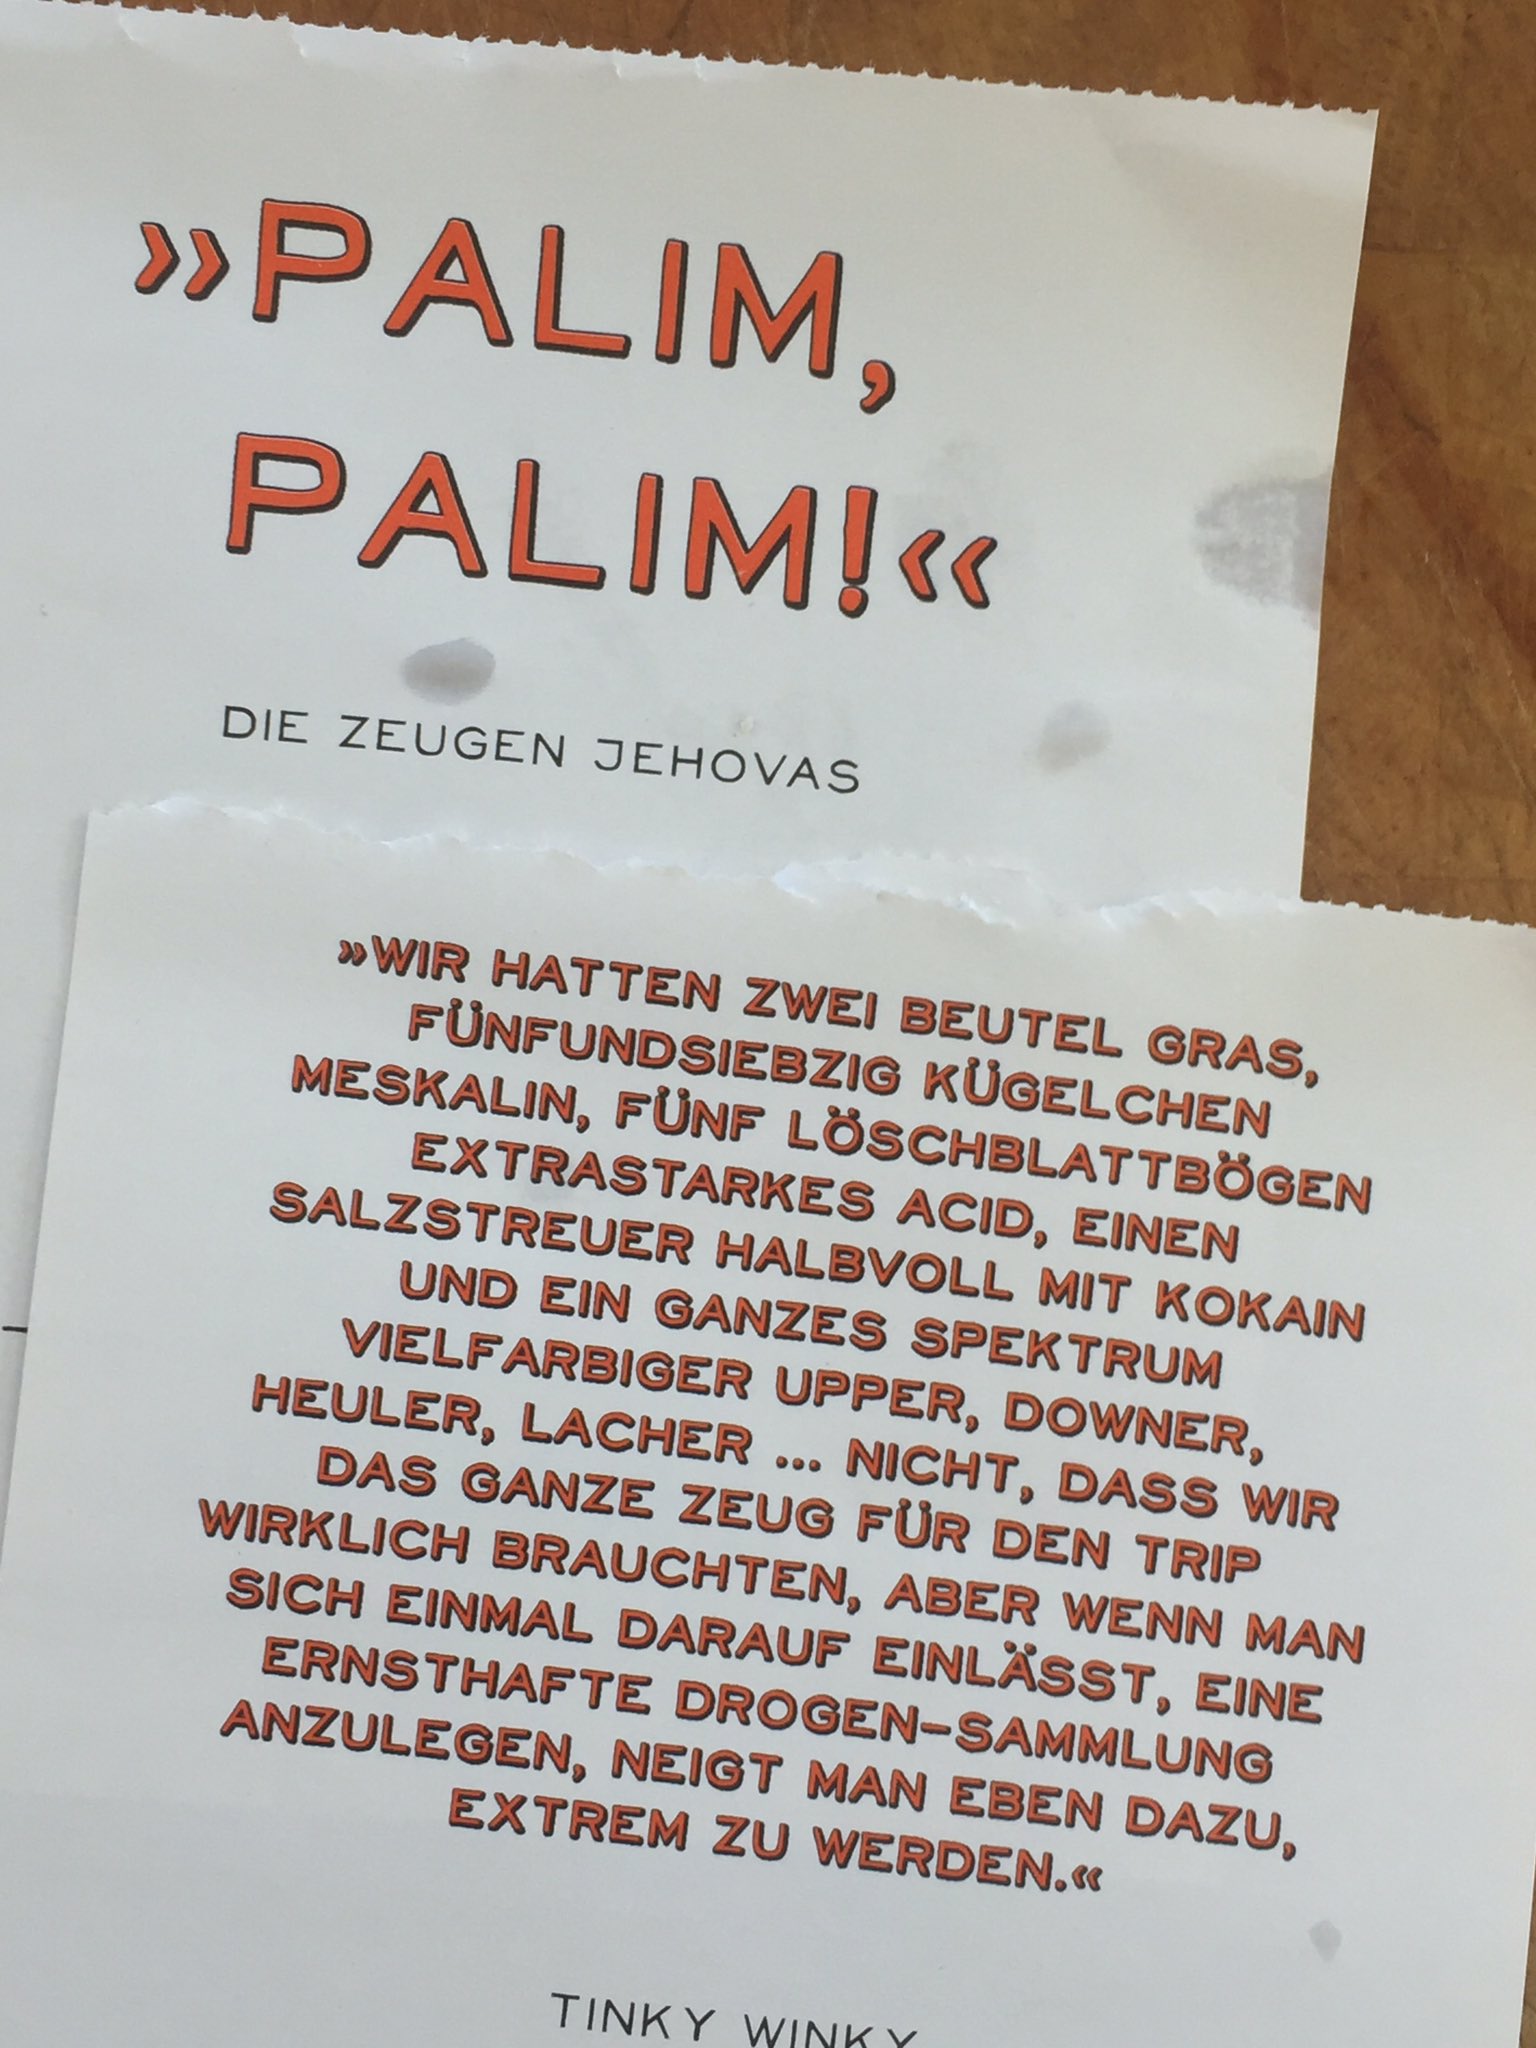 »PALIM,
PALIM!«
DIE ZEUGEN JEHOVAS
»WIR HATTEN ZWEI BEUTEL GRAS,
FÜNFUNDSIEBZIG KÜGELCHEN
MESKALIN, FÜNF LÖSCHBLATTBÖGEN
EXTRASTARKES ACID, EINEN
SALZSTREUER HALBVOLL MIT KOKAIN
UND EIN GANZES SPEKTRUM
VIELFARBIGER UPPER, DOWNER,
HEULER, LACHER ... NICHT, DASS WIR
DAS GANZE ZEUG FÜR DEN TRIP
WIRKLICH BRAUCHTEN, ABER WENN MAN
SICH EINMAL DARAUF EINLÄSST, EINE
ERNSTHAFTE DROGEN-SAMMLUNG
ANZULEGEN, NEIGT MAN EBEN DAZU,
EXTREM ZU WERDEN.«
TINKY WINKY